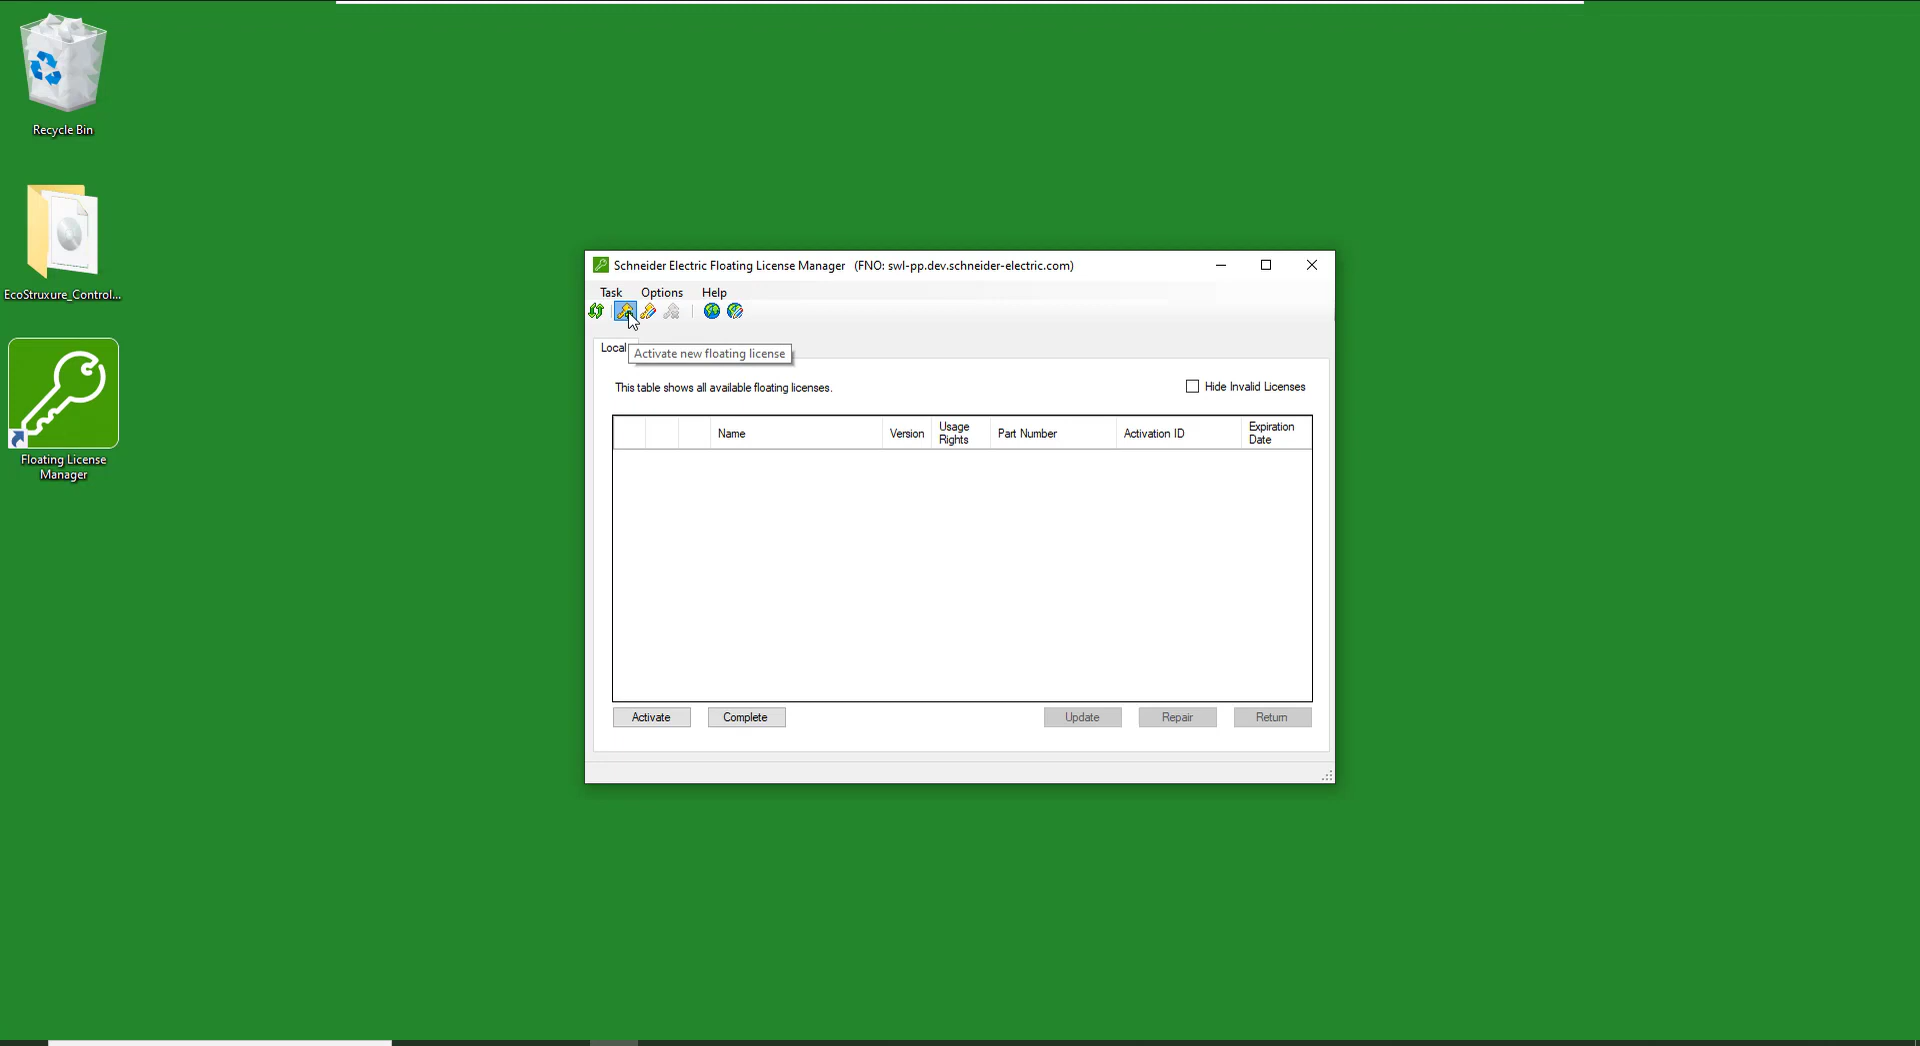 Recycle Bin
EcoStruxure_Control...
Floating License
Manager
Schneider Electric Floating License Manager (FNO: swl-pp.dev.schneider-electric.com)
Task Options Help
Local
Activate new floating license
This table shows all available floating licenses.
Hide Invalid Licenses
Name Version Usage Rights Part Number Activation ID Expiration Date
Activate Complete Update Repair Return